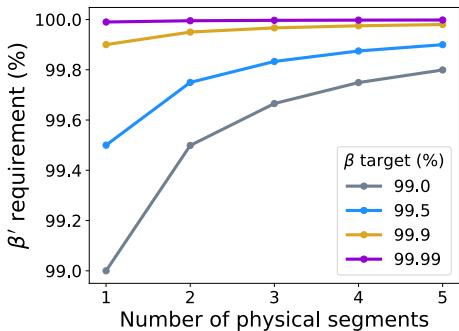 100.0
99.8
99.6
99.4
99.2
99.0
β′ requirement (%)
1 2 3 4 5
Number of physical segments
β target (%)
99.0
99.5
99.9
99.99